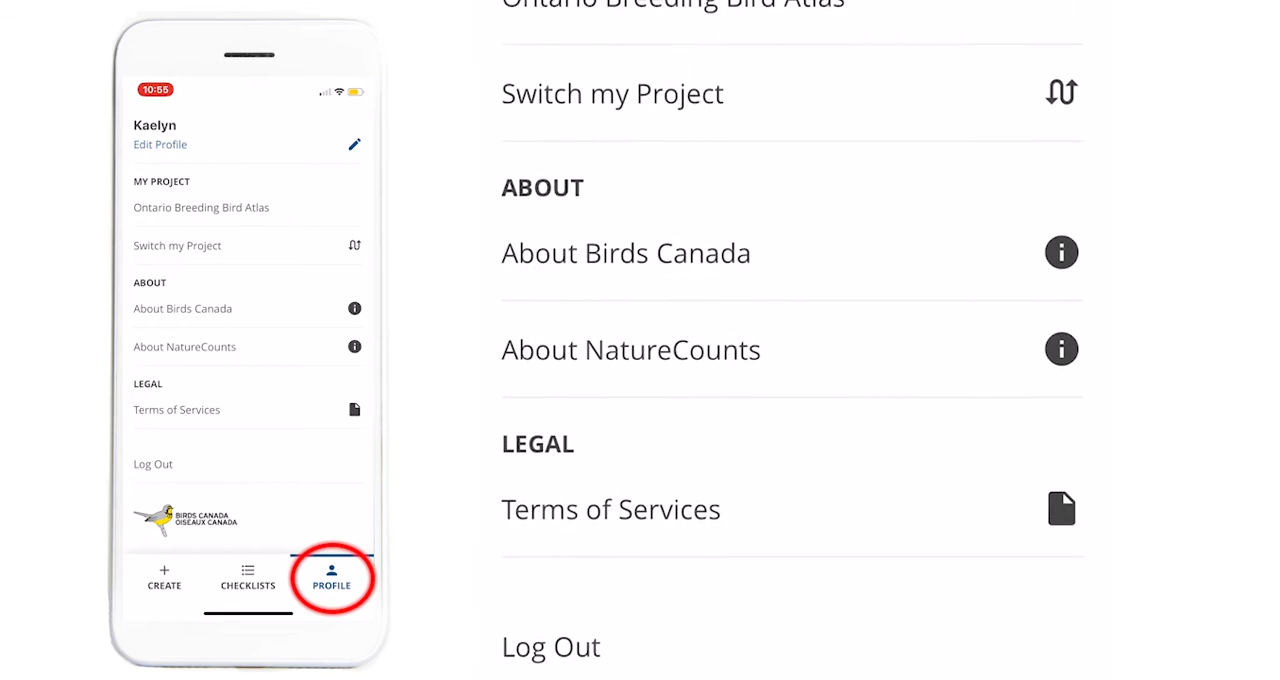 10:55
Kaelyn
Edit Profile
MY PROJECT
Ontario Breeding Bird Atlas
Switch my Project
ABOUT
About Birds Canada
About NatureCounts
LEGAL
Terms of Services
Log Out
BIRDS CANADA
OISEAUX CANADA
CREATE
CHECKLISTS
PROFILE
Ontario Breeding Bird Atlas
Switch my Project
ABOUT
About Birds Canada
About NatureCounts
LEGAL
Terms of Services
Log Out